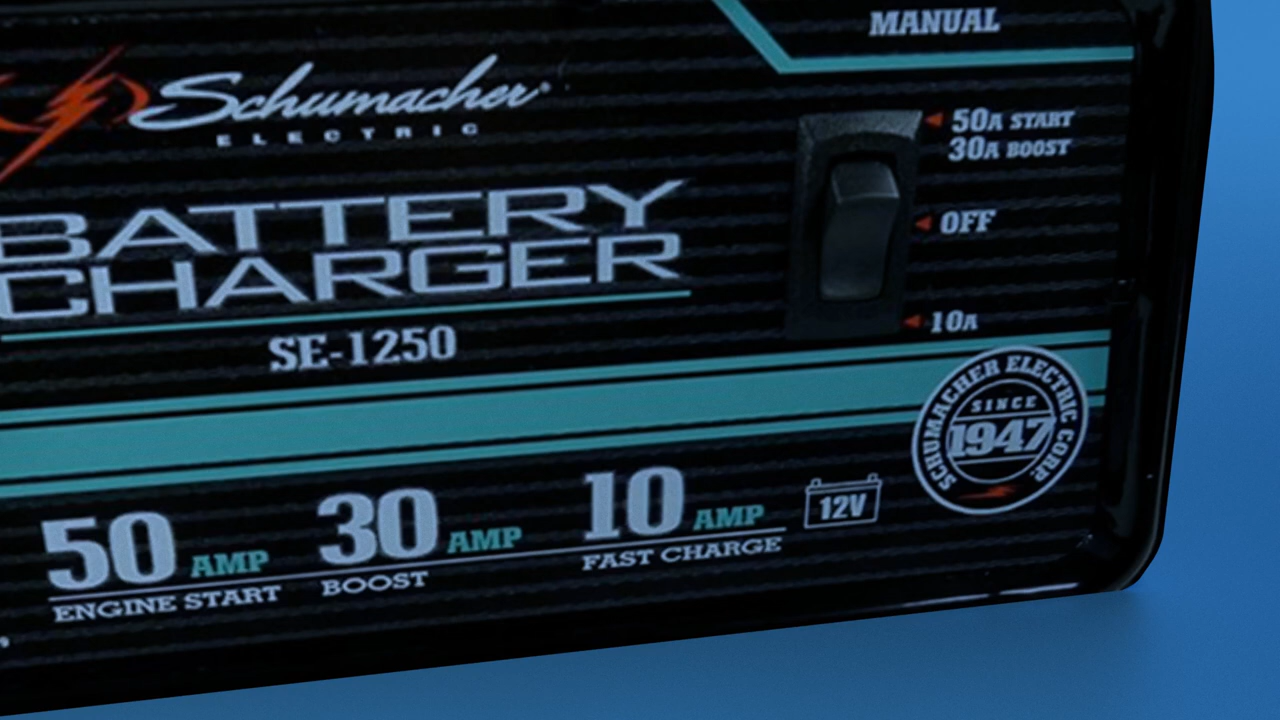 MANUAL
Schumacher
ELECTRIC
50A START
30A BOOST
OFF
10A
BATTERY
CHARGER
SE-1250
SCHUMACHER ELECTRIC CORP.
SINCE
1947
50 AMP
ENGINE START
30 AMP
BOOST
10 AMP
FAST CHARGE
12V